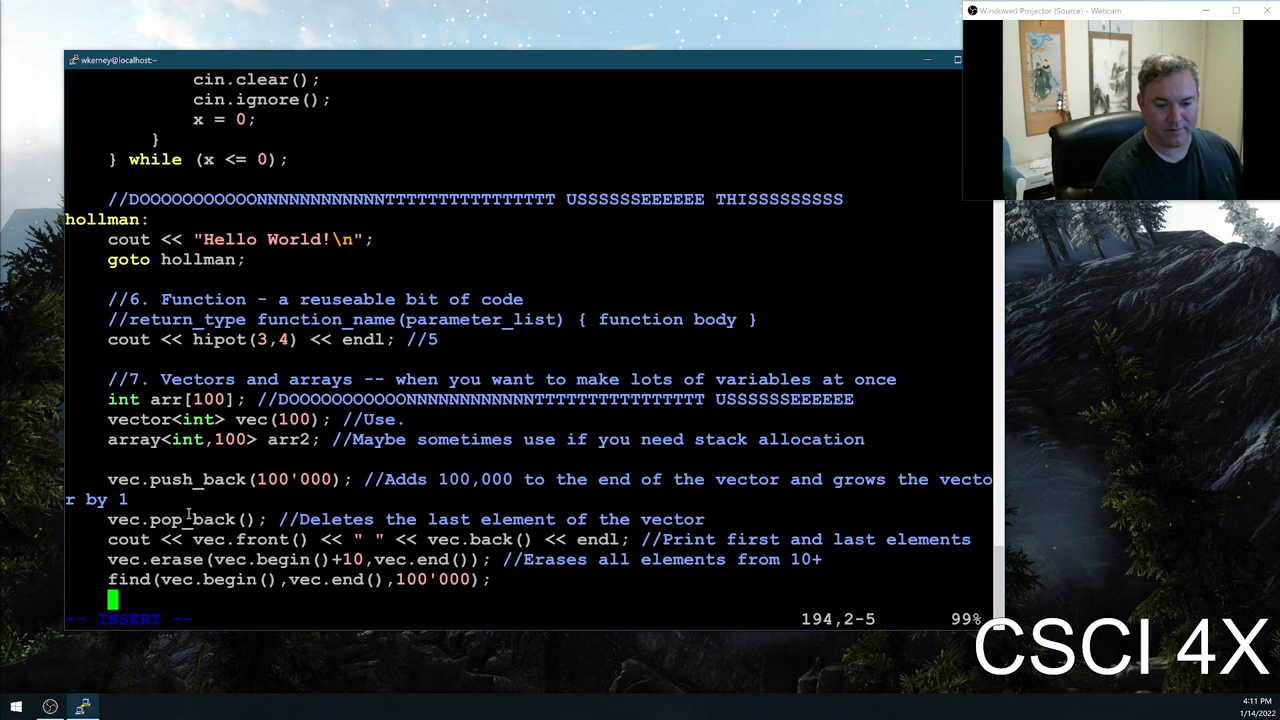 Windowed Projector (Source) - Webcam
wkerney@localhost:~
cin.clear();
cin.ignore();
x = 0;
}
} while (x <= 0);
//DOOOOOOOOOOONNNNNNNNNNNNTTTTTTTTTTTTTTTT USSSSSSEEEEEE THISSSSSSSSS
hollman:
cout << "Hello World!\n";
goto hollman;
//6. Function - a reuseable bit of code
//return_type function_name(parameter_list) { function body }
cout << hipot(3,4) << endl; //5
//7. Vectors and arrays -- when you want to make lots of variables at once
int arr[100]; //DOOOOOOOOOOONNNNNNNNNNNNTTTTTTTTTTTTTTTT USSSSSSEEEEEE
vector<int> vec(100); //Use.
array<int,100> arr2; //Maybe sometimes use if you need stack allocation
vec.push_back(100'000); //Adds 100,000 to the end of the vector and grows the vecto
r by 1
vec.pop_back(); //Deletes the last element of the vector
cout << vec.front() << " " << vec.back() << endl; //Print first and last elements
vec.erase(vec.begin()+10,vec.end()); //Erases all elements from 10+
find(vec.begin(),vec.end(),100'000);
-- INSERT --
194,2-5
99%
CSCI 4X
4:11 PM
1/14/2022